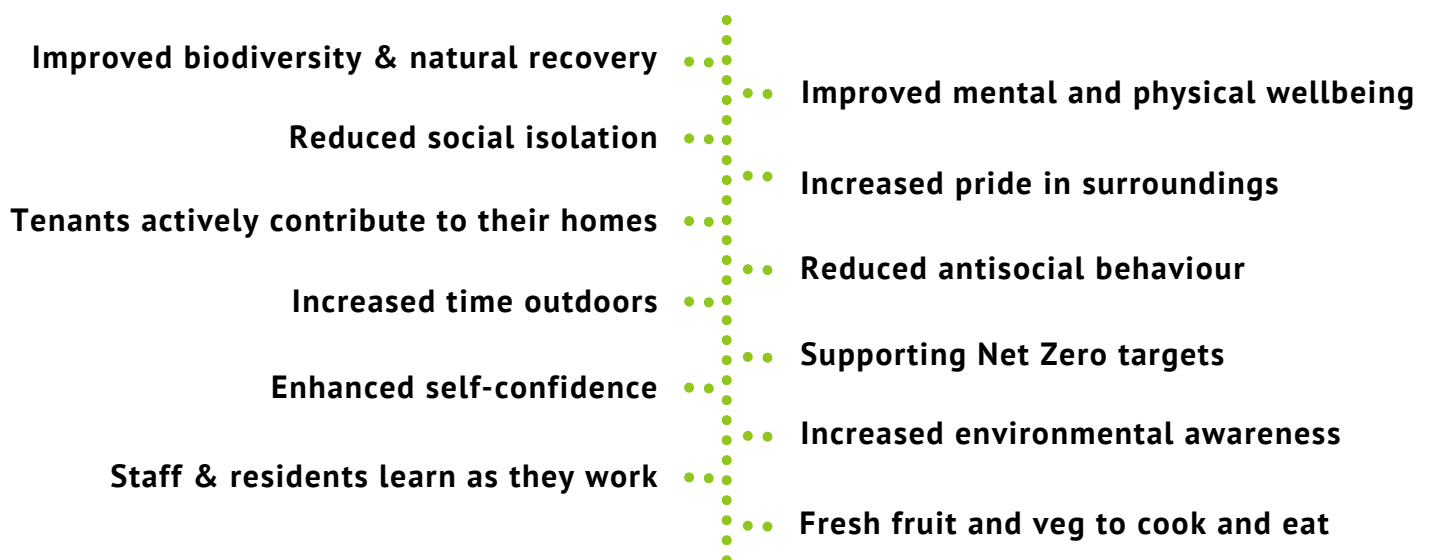 Improved biodiversity & natural recovery
Improved mental and physical wellbeing
Reduced social isolation
Increased pride in surroundings
Tenants actively contribute to their homes
Reduced antisocial behaviour
Increased time outdoors
Supporting Net Zero targets
Enhanced self-confidence
Increased environmental awareness
Staff & residents learn as they work
Fresh fruit and veg to cook and eat